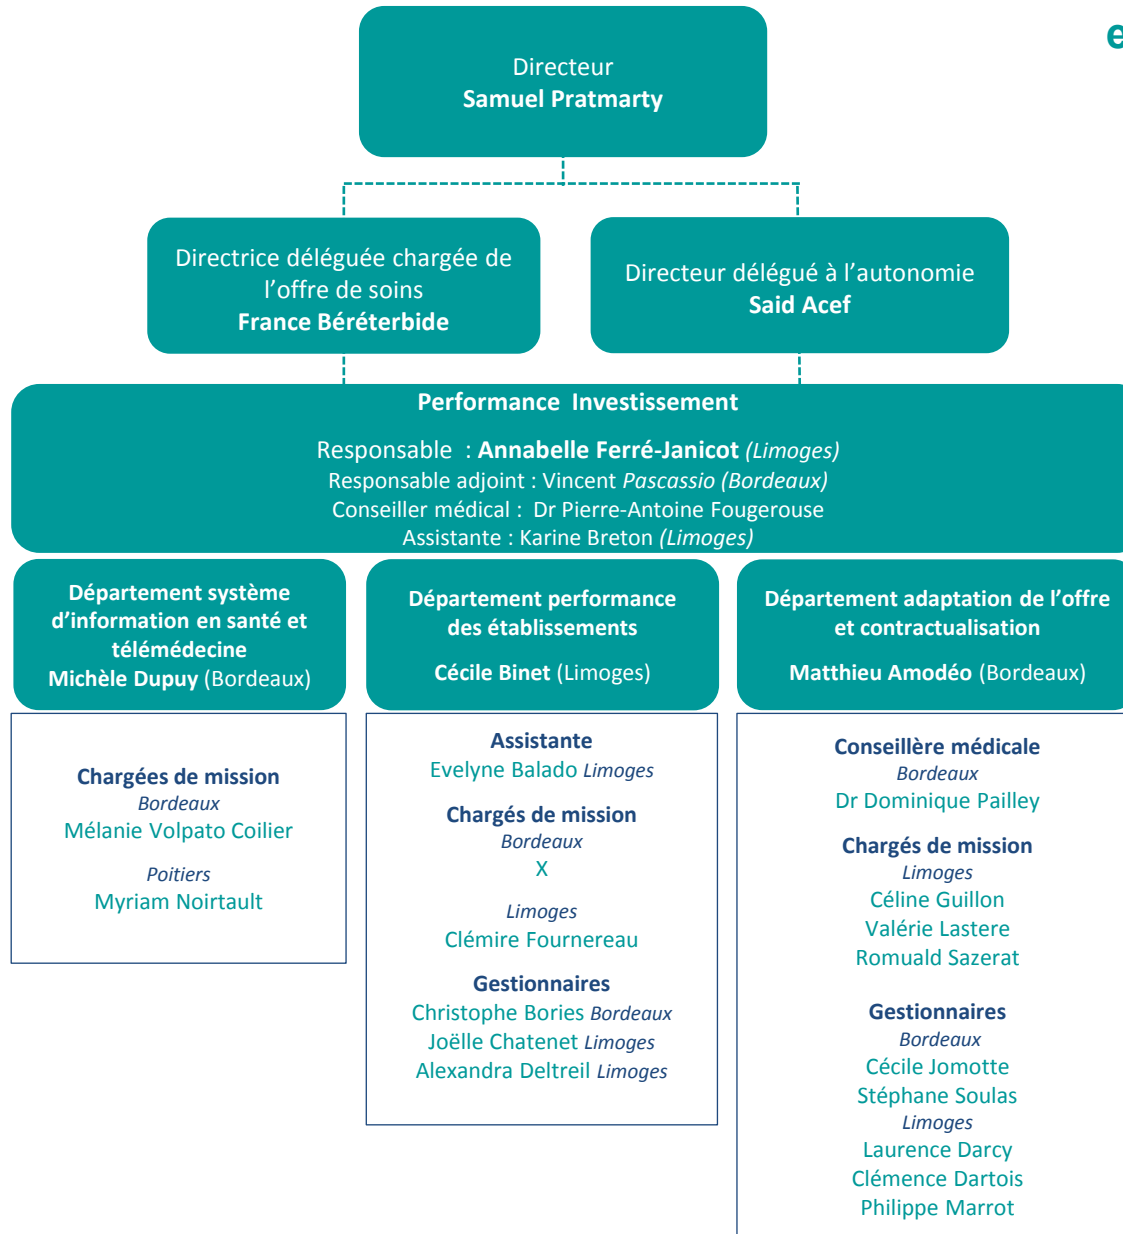 e
Directeur
Samuel Pratmarty
Directrice déléguée chargée de
l’offre de soins
France Béréterbide
Directeur délégué à l’autonomie
Said Acef
Performance Investissement
Responsable : Annabelle Ferré-Janicot (Limoges)
Responsable adjoint : Vincent Pascassio (Bordeaux)
Conseiller médical : Dr Pierre-Antoine Fougerouse
Assistante : Karine Breton (Limoges)
Département système
d’information en santé et
télémédecine
Michèle Dupuy (Bordeaux)
Chargées de mission
Bordeaux
Mélanie Volpato Coilier
Poitiers
Myriam Noirtault
Département performance
des établissements
Cécile Binet (Limoges)
Assistante
Evelyne Balado Limoges
Chargés de mission
Bordeaux
X
Limoges
Clémire Fournereau
Gestionnaires
Christophe Bories Bordeaux
Joëlle Chatenet Limoges
Alexandra Deltreil Limoges
Département adaptation de l’offre
et contractualisation
Matthieu Amodéo (Bordeaux)
Conseillère médicale
Bordeaux
Dr Dominique Pailley
Chargés de mission
Limoges
Céline Guillon
Valérie Lastere
Romuald Sazerat
Gestionnaires
Bordeaux
Cécile Jomotte
Stéphane Soulas
Limoges
Laurence Darcy
Clémence Dartois
Philippe Marrot